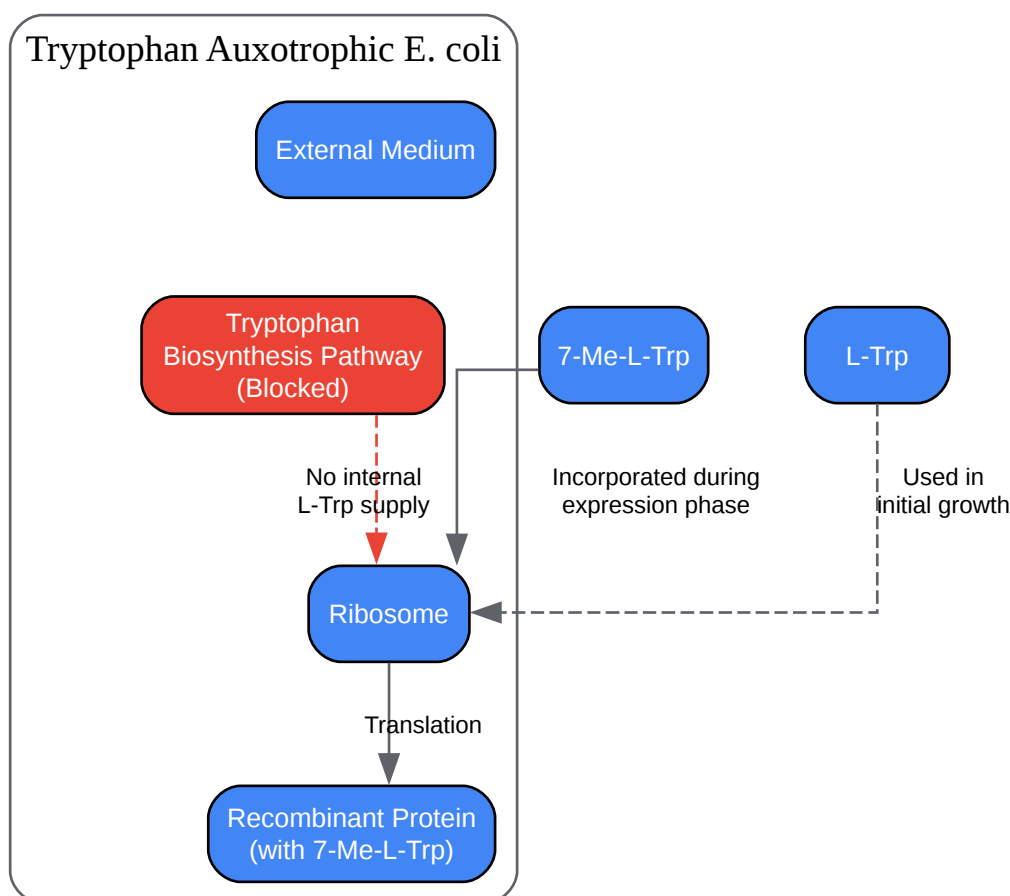 Tryptophan Auxotrophic E. coli
External Medium
Tryptophan
Biosynthesis Pathway
(Blocked)
7-Me-L-Trp
L-Trp
No internal
L-Trp supply
Incorporated during
expression phase
Used in
initial growth
Ribosome
Translation
Recombinant Protein
(with 7-Me-L-Trp)